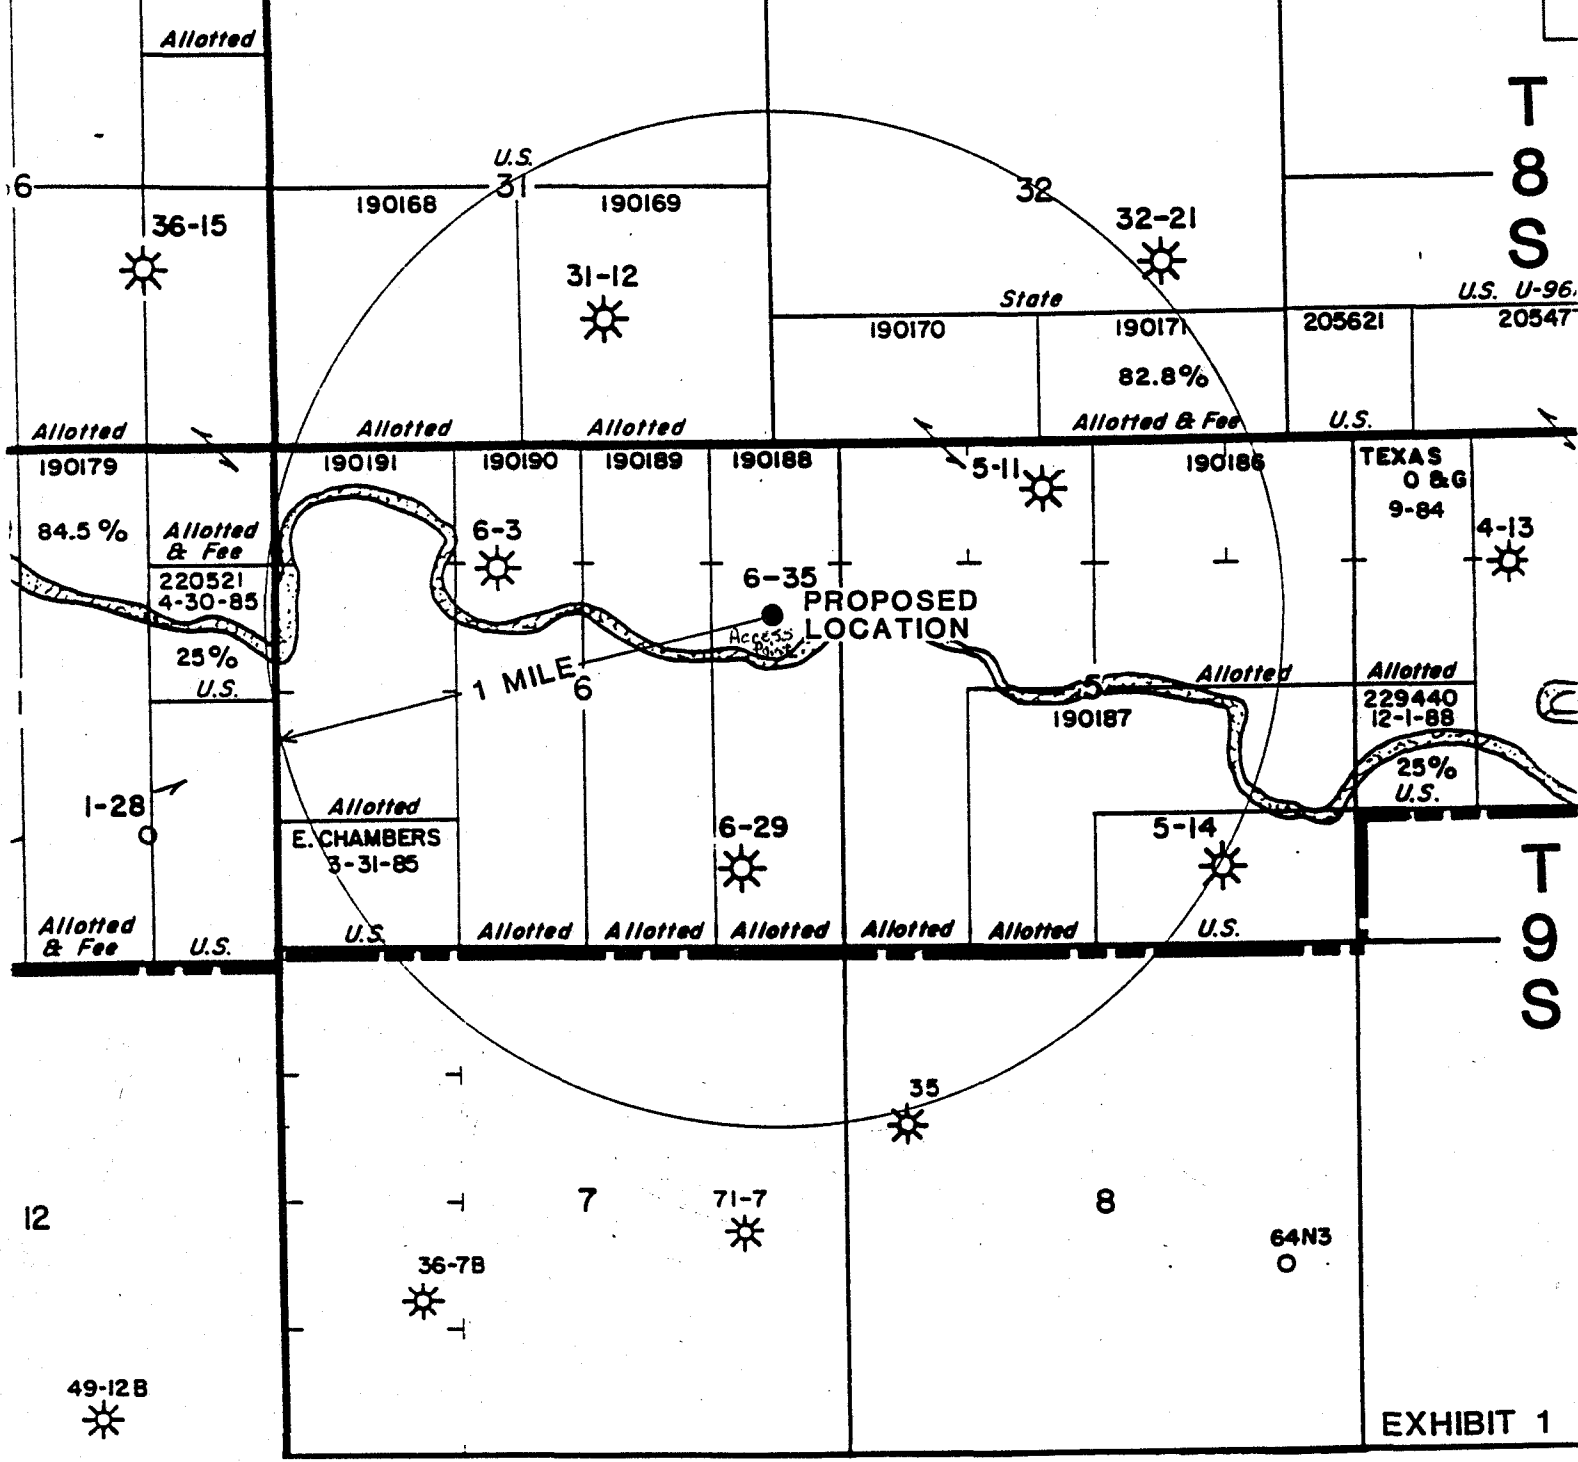 Allotted
T
8
S
U.S.
6
31
32
190168
190169
36-15
32-21
31-12
State
U.S. U-96
190170
190171
205621
20547
82.8%
Allotted
Allotted
Allotted
Allotted & Fee
U.S.
190179
190191
190190
190189
190188
5-11
190186
TEXAS
O & G
9-84
84.5%
Allotted
& Fee
6-3
4-13
220521
4-30-85
6-35
PROPOSED
LOCATION
Access
Point
25%
U.S.
1 MILE
6
5
Allotted
Allotted
190187
229440
12-1-88
25%
U.S.
1-28
Allotted
E. CHAMBERS
3-31-85
6-29
5-14
T
9
S
Allotted
& Fee
U.S.
U.S.
Allotted
Allotted
Allotted
Allotted
Allotted
U.S.
35
12
7
71-7
8
64N3
36-7B
49-12B
EXHIBIT 1